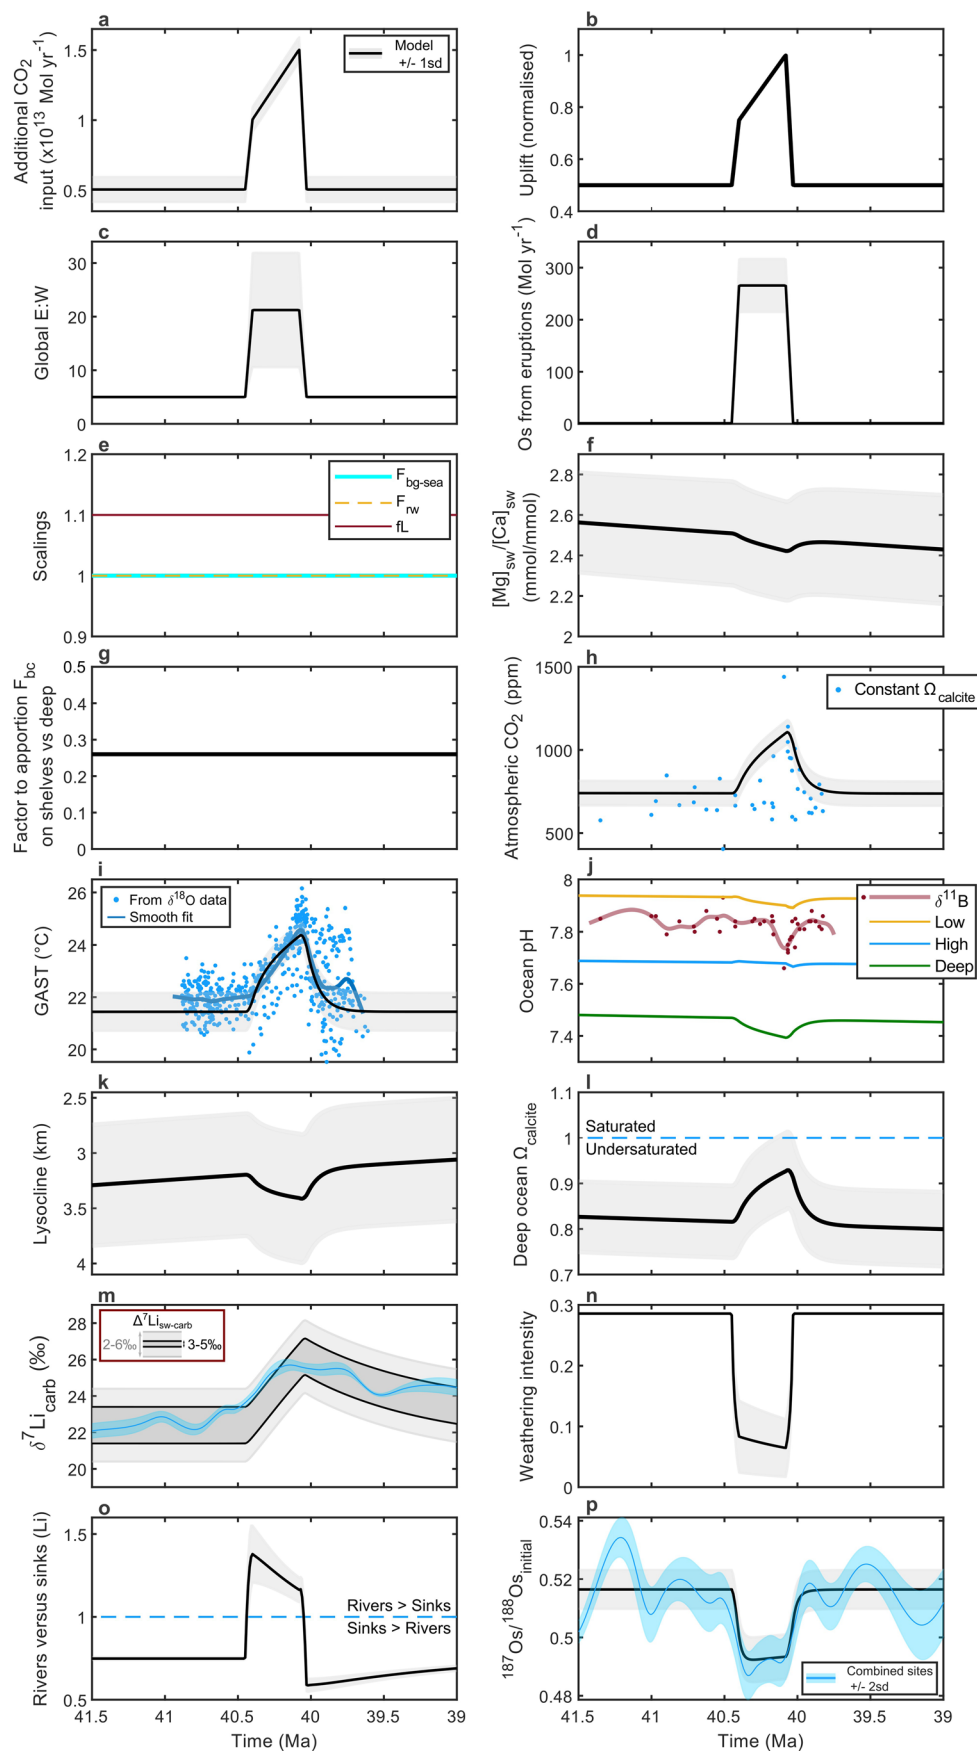 a
Additional CO2
input (x10^13 Mol yr^-1)
1.5
1
0.5
Model
+/- 1sd
b
Uplift (normalised)
1
0.8
0.6
0.4
c
Global E:W
30
20
10
0
d
Os from eruptions (Mol yr^-1)
300
200
100
0
e
Scalings
1.2
1.1
1
0.9
F_bg-sea
F_rw
fL
f
[Mg]_sw/[Ca]_sw
(mmol/mmol)
2.8
2.6
2.4
2.2
2
g
Factor to apportion F_bc
on shelves vs deep
0.5
0.4
0.3
0.2
0.1
0
h
Atmospheric CO2 (ppm)
1500
1000
500
Constant Ω_calcite
i
GAST (°C)
26
24
22
20
From δ^18O data
Smooth fit
j
Ocean pH
8
7.8
7.6
7.4
δ^11B
Low
High
Deep
k
Lysocline (km)
2.5
3
3.5
4
l
Deep ocean Ω_calcite
1.1
1
0.9
0.8
0.7
Saturated
Undersaturated
m
δ^7Li_carb (‰)
28
26
24
22
20
Δ^7Li_sw-carb
2-6‰
3-5‰
n
Weathering intensity
0.3
0.2
0.1
0
o
Rivers versus sinks (Li)
1.5
1
0.5
Rivers > Sinks
Sinks > Rivers
41.5 41 40.5 40 39.5 39
Time (Ma)
p
^187Os/^188Os_initial
0.54
0.52
0.5
0.48
Combined sites
+/- 2sd
41.5 41 40.5 40 39.5 39
Time (Ma)